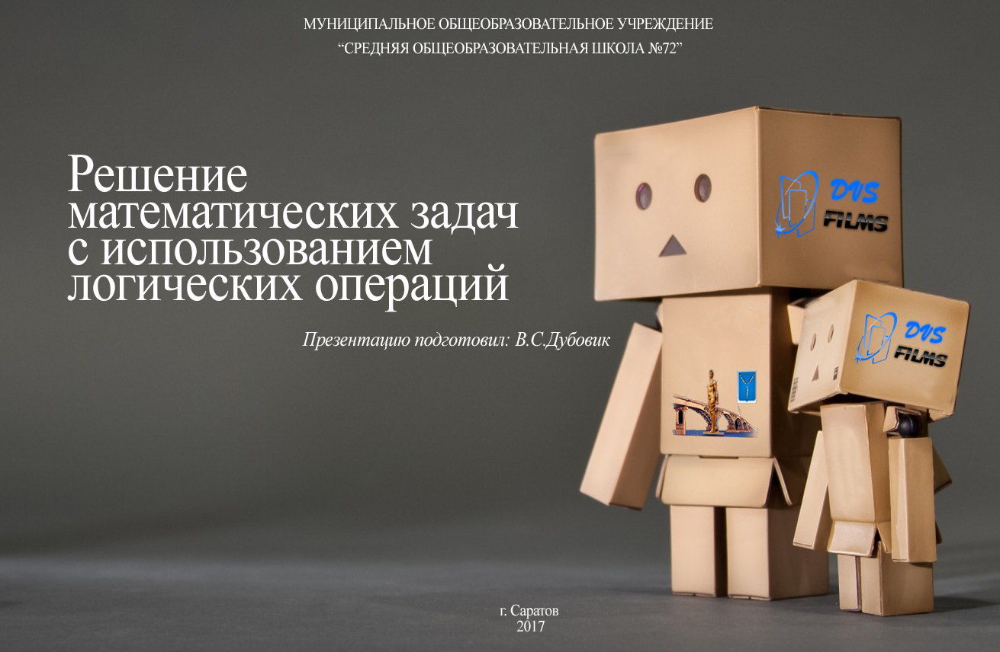 МУНИЦИПАЛЬНОЕ ОБЩЕОБРАЗОВАТЕЛЬНОЕ УЧРЕЖДЕНИЕ
“СРЕДНЯЯ ОБЩЕОБРАЗОВАТЕЛЬНАЯ ШКОЛА №72”
Решение
математических задач
с использованием
логических операций
Презентацию подготовил: В.С.Дубовик
DVS
FILMS
DVS
FILMS
г. Саратов
2017